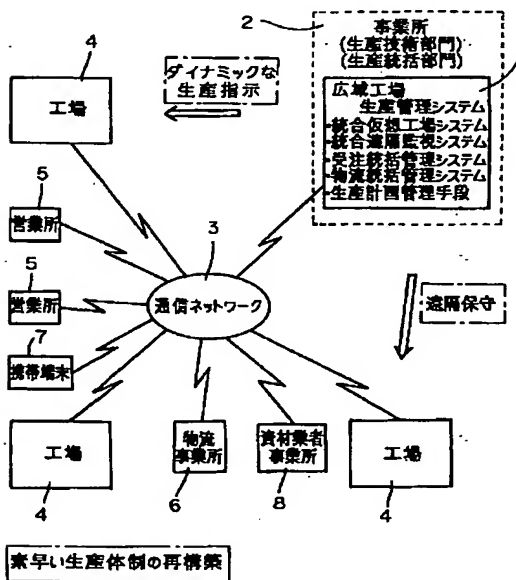 2
事業所
(生産技術部門)
(生産統括部門)
広域工場
生産管理システム
統合仮想工場システム
統合遠隔監視システム
受注統括管理システム
物流統括管理システム
生産計画管理手段
4
工場
ダイナミックな
生産指示
5
営業所
3
通信ネットワーク
5
営業所
遠隔保守
7
携帯端末
工場
4
物流
事業所
6
資材業者
事業所
8
工場
4
素早い生産体制の再構築